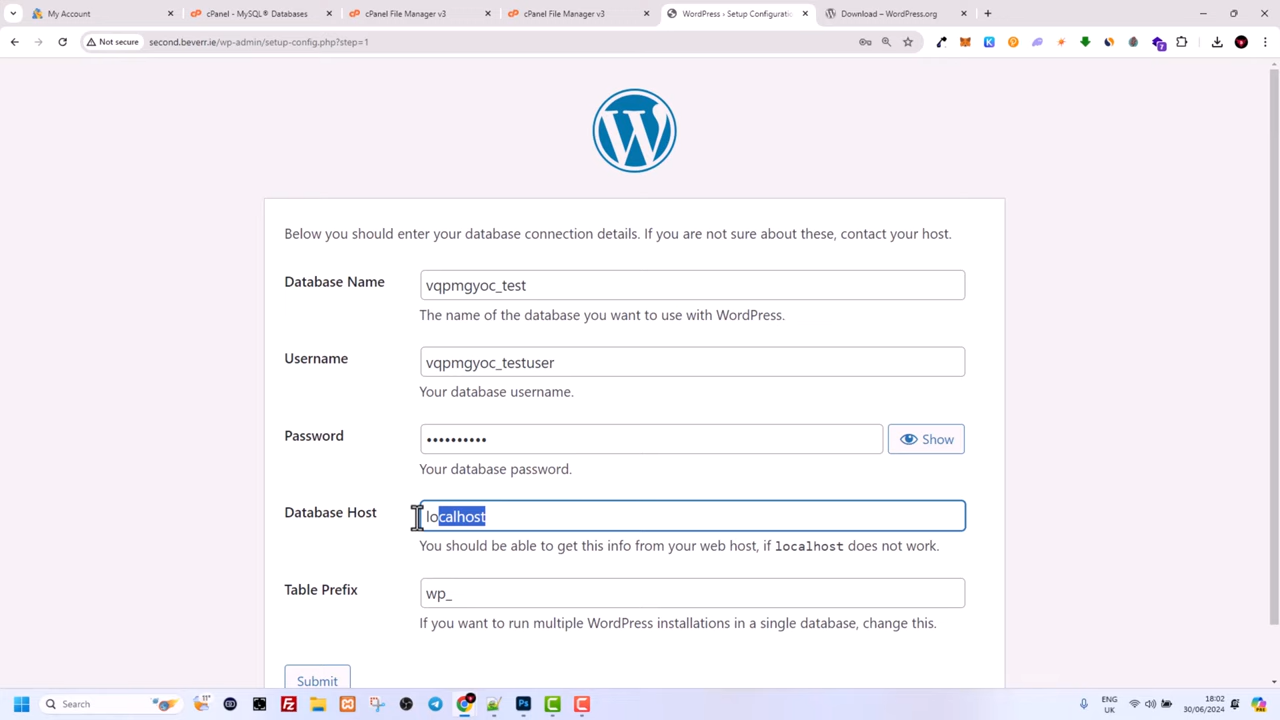 My Account
cPanel - MySQL® Databases
cPanel File Manager v3
cPanel File Manager v3
WordPress › Setup Configuratio
Download – WordPress.org
Not secure
second.beverr.ie/wp-admin/setup-config.php?step=1
Below you should enter your database connection details. If you are not sure about these, contact your host.
Database Name
vqpmgyoc_test
The name of the database you want to use with WordPress.
Username
vqpmgyoc_testuser
Your database username.
Password
••••••••••
Show
Your database password.
Database Host
localhost
You should be able to get this info from your web host, if localhost does not work.
Table Prefix
wp_
If you want to run multiple WordPress installations in a single database, change this.
Submit
Search
11°
ENG
UK
18:02
30/06/2024